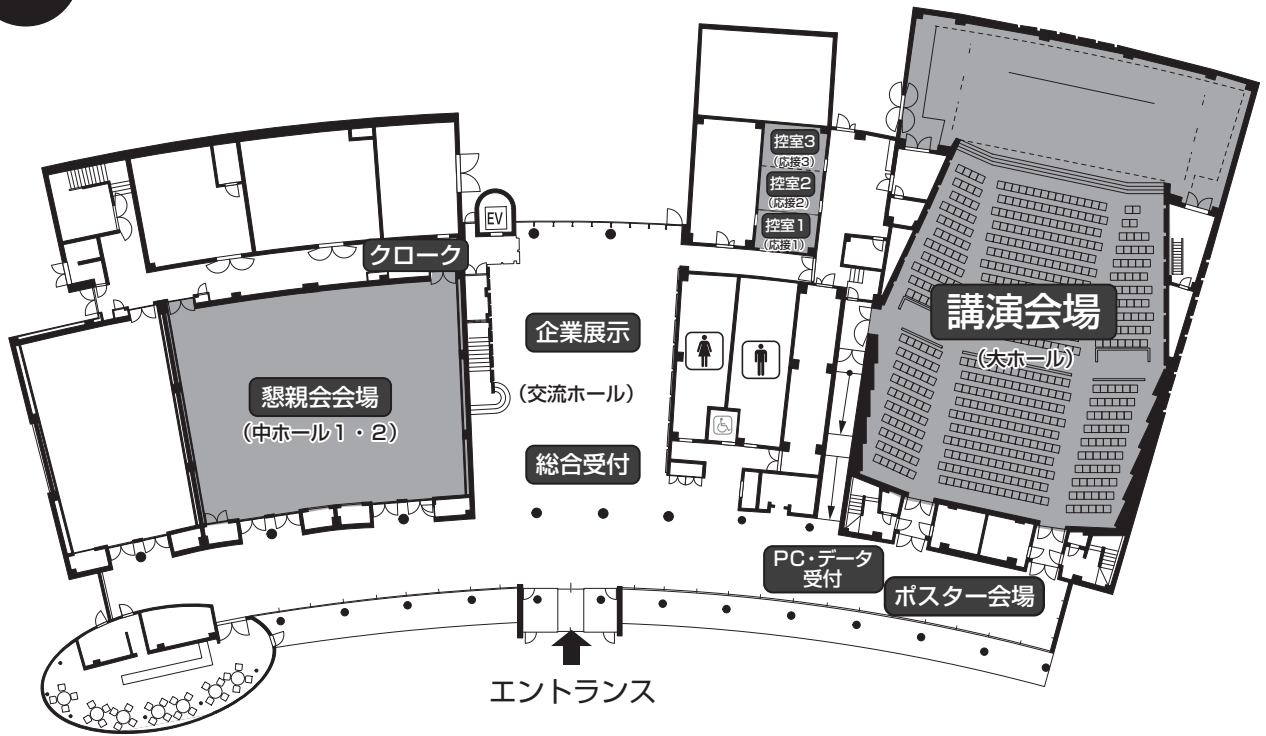 控室3
(応接3)
控室2
(応接2)
控室1
(応接1)
EV
クローク
講演会場
(大ホール)
企業展示
(交流ホール)
懇親会会場
(中ホール1・2)
総合受付
PC・データ
受付
ポスター会場
エントランス